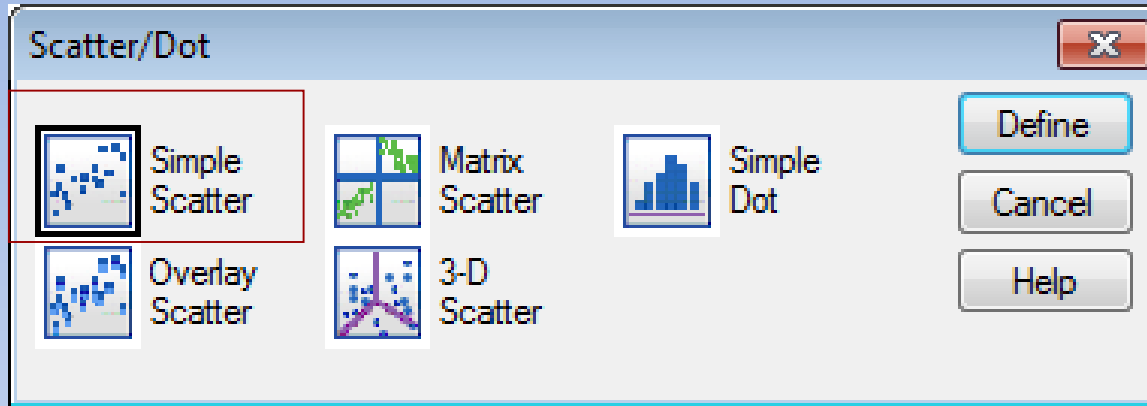 Scatter/Dot
Simple
Scatter
Matrix
Scatter
Simple
Dot
Overlay
Scatter
3-D
Scatter
Define
Cancel
Help